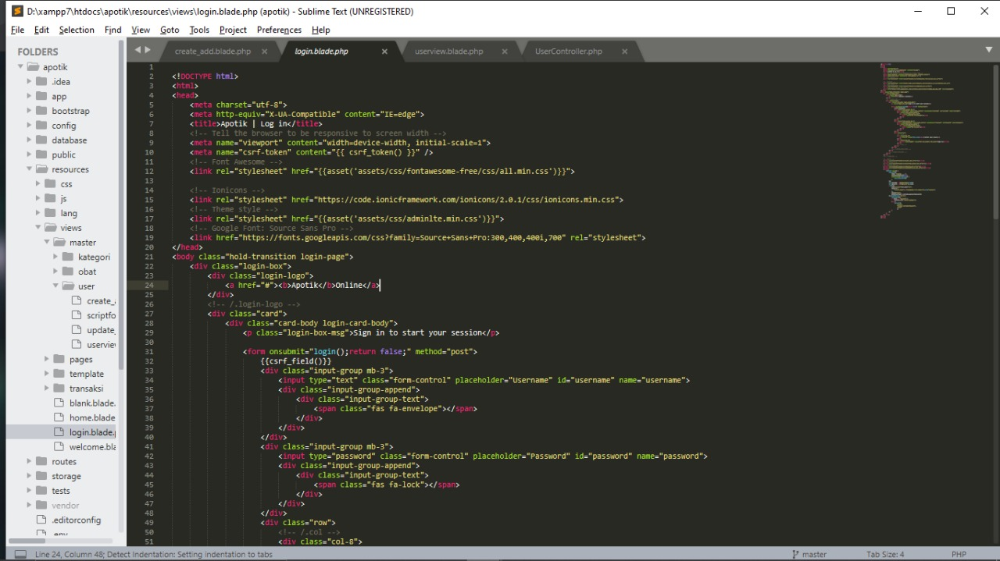 D:\xampp7\htdocs\apotik\resources\views\login.blade.php (apotik) - Sublime Text (UNREGISTERED)
File Edit Selection Find View Goto Tools Project Preferences Help
FOLDERS
apotik
.idea
app
bootstrap
config
database
public
resources
css
js
lang
views
master
kategori
obat
user
create_a
scriptfo
update_
userview
pages
template
transaksi
blank.blade.
home.blade
login.blade.p
welcome.bla
routes
storage
tests
vendor
.editorconfig
.env
create_add.blade.php login.blade.php userview.blade.php UserController.php
1
2 <!DOCTYPE html>
3 <html>
4 <head>
5 <meta charset="utf-8">
6 <meta http-equiv="X-UA-Compatible" content="IE=edge">
7 <title>Apotik | Log in</title>
8 <!-- Tell the browser to be responsive to screen width -->
9 <meta name="viewport" content="width=device-width, initial-scale=1">
10 <meta name="csrf-token" content="{{ csrf_token() }}" />
11 <!-- Font Awesome -->
12 <link rel="stylesheet" href="{{asset('assets/css/fontawesome-free/css/all.min.css')}}">
13
14 <!-- Ionicons -->
15 <link rel="stylesheet" href="https://code.ionicframework.com/ionicons/2.0.1/css/ionicons.min.css">
16 <!-- Theme style -->
17 <link rel="stylesheet" href="{{asset('assets/css/adminlte.min.css')}}">
18 <!-- Google Font: Source Sans Pro -->
19 <link href="https://fonts.googleapis.com/css?family=Source+Sans+Pro:300,400,400i,700" rel="stylesheet">
20 </head>
21 <body class="hold-transition login-page">
22 <div class="login-box">
23 <div class="login-logo">
24 <a href="#"><b>Apotik</b>Online</a>
25 </div>
26 <!-- /.login-logo -->
27 <div class="card">
28 <div class="card-body login-card-body">
29 <p class="login-box-msg">Sign in to start your session</p>
30
31 <form onsubmit="login();return false;" method="post">
32 {{csrf_field()}}
33 <div class="input-group mb-3">
34 <input type="text" class="form-control" placeholder="Username" id="username" name="username">
35 <div class="input-group-append">
36 <div class="input-group-text">
37 <span class="fas fa-envelope"></span>
38 </div>
39 </div>
40 </div>
41 <div class="input-group mb-3">
42 <input type="password" class="form-control" placeholder="Password" id="password" name="password">
43 <div class="input-group-append">
44 <div class="input-group-text">
45 <span class="fas fa-lock"></span>
46 </div>
47 </div>
48 </div>
49 <div class="row">
50 <!-- /.col -->
51 <div class="col-8">
Line 24, Column 48; Detect Indentation: Setting indentation to tabs master Tab Size: 4 PHP